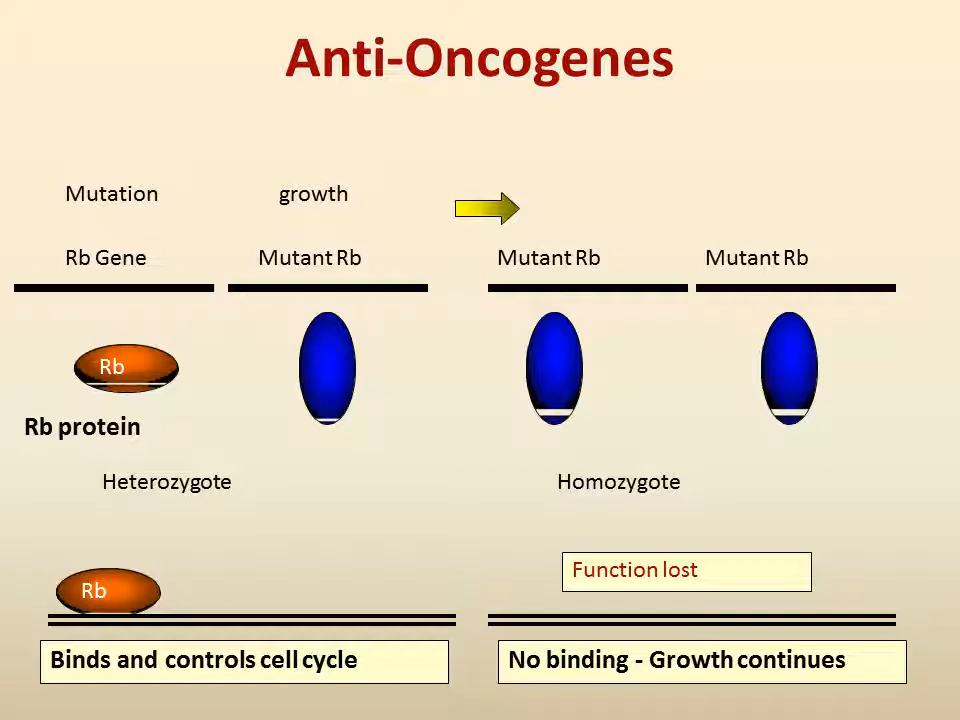 Anti-Oncogenes
Mutation growth
Rb Gene Mutant Rb Mutant Rb Mutant Rb
Rb
Rb protein
Heterozygote Homozygote
Function lost
Rb
Binds and controls cell cycle No binding - Growth continues